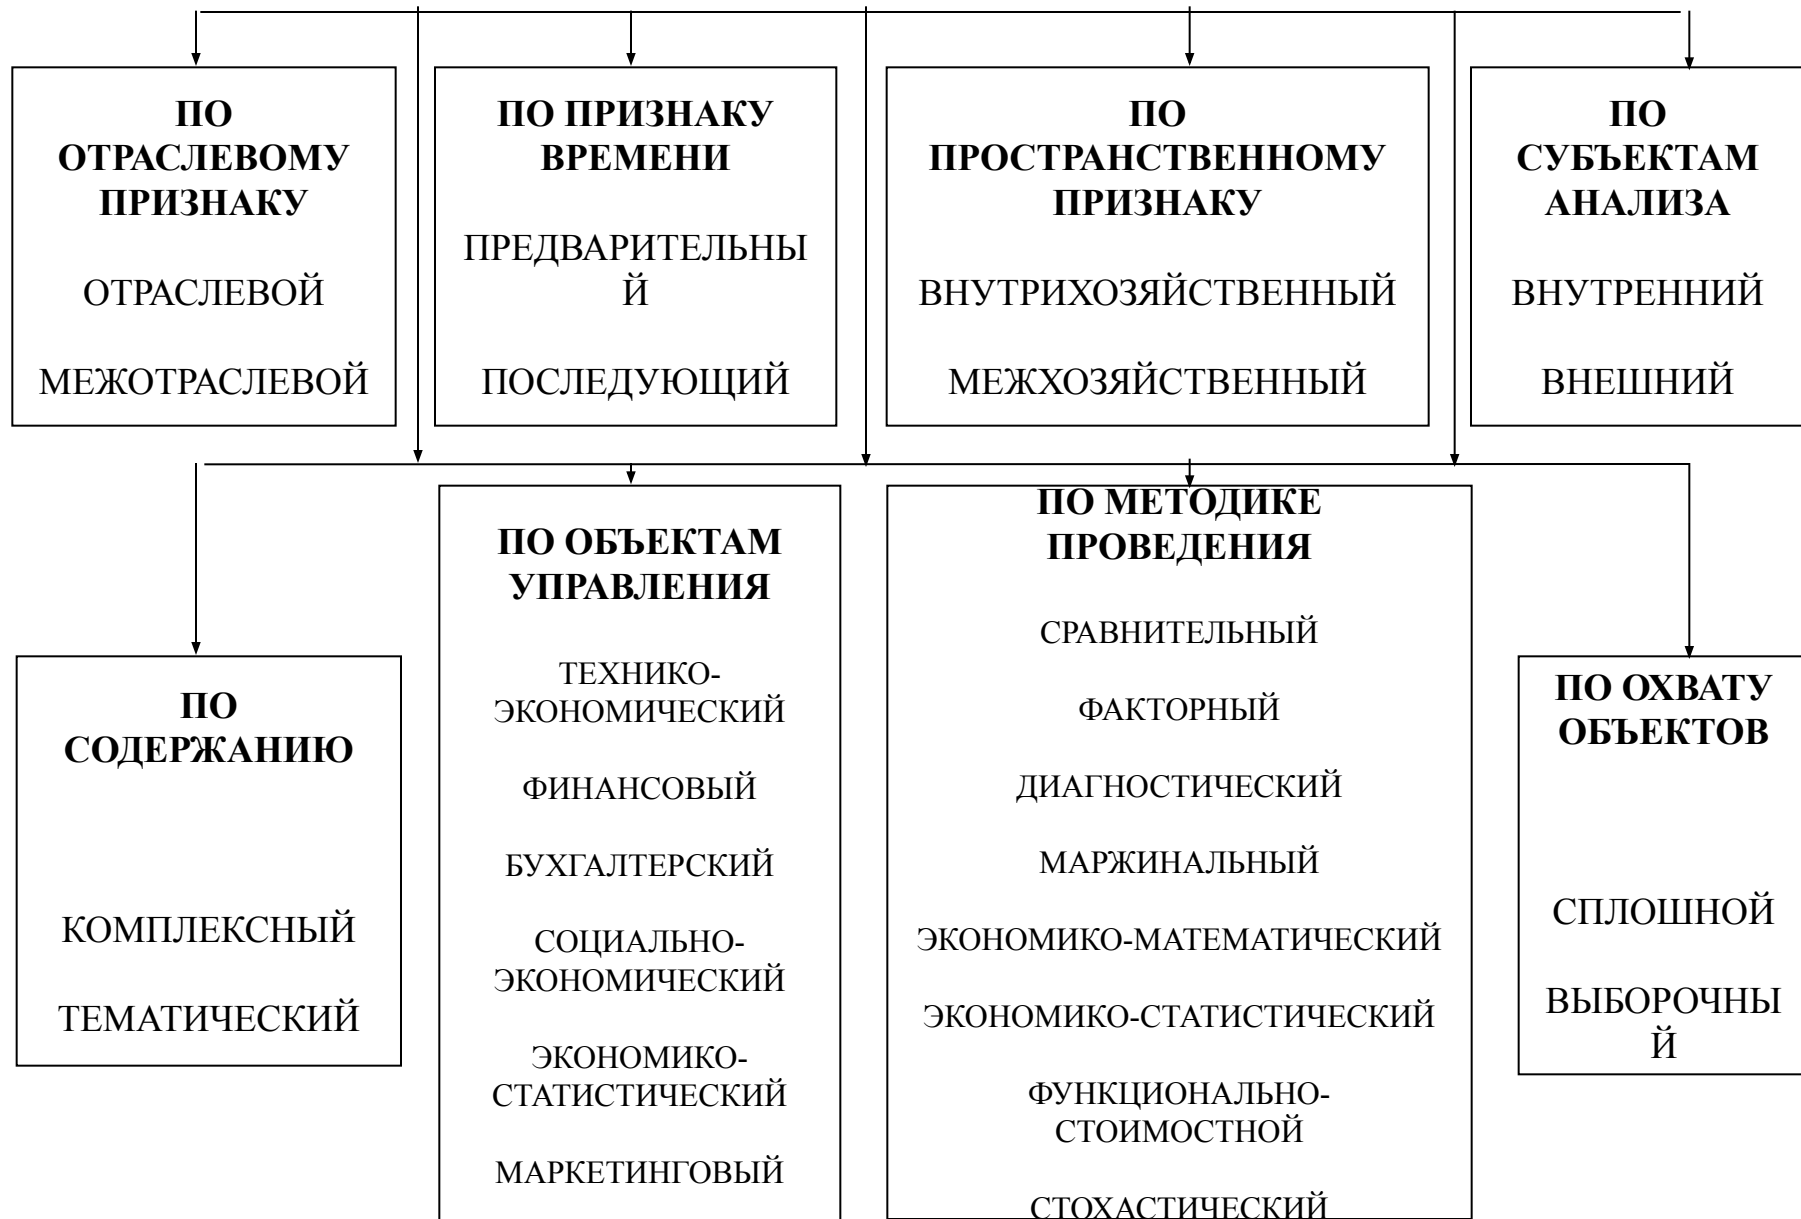 ПО
ОТРАСЛЕВОМУ
ПРИЗНАКУ
ОТРАСЛЕВОЙ
МЕЖОТРАСЛЕВОЙ
ПО ПРИЗНАКУ
ВРЕМЕНИ
ПРЕДВАРИТЕЛЬНЫ
Й
ПОСЛЕДУЮЩИЙ
ПО
ПРОСТРАНСТВЕННОМУ
ПРИЗНАКУ
ВНУТРИХОЗЯЙСТВЕННЫЙ
МЕЖХОЗЯЙСТВЕННЫЙ
ПО
СУБЪЕКТАМ
АНАЛИЗА
ВНУТРЕННИЙ
ВНЕШНИЙ
ПО
СОДЕРЖАНИЮ
КОМПЛЕКСНЫЙ
ТЕМАТИЧЕСКИЙ
ПО ОБЪЕКТАМ
УПРАВЛЕНИЯ
ТЕХНИКО-
ЭКОНОМИЧЕСКИЙ
ФИНАНСОВЫЙ
БУХГАЛТЕРСКИЙ
СОЦИАЛЬНО-
ЭКОНОМИЧЕСКИЙ
ЭКОНОМИКО-
СТАТИСТИЧЕСКИЙ
МАРКЕТИНГОВЫЙ
ПО МЕТОДИКЕ
ПРОВЕДЕНИЯ
СРАВНИТЕЛЬНЫЙ
ФАКТОРНЫЙ
ДИАГНОСТИЧЕСКИЙ
МАРЖИНАЛЬНЫЙ
ЭКОНОМИКО-МАТЕМАТИЧЕСКИЙ
ЭКОНОМИКО-СТАТИСТИЧЕСКИЙ
ФУНКЦИОНАЛЬНО-
СТОИМОСТНОЙ
СТОХАСТИЧЕСКИЙ
ПО ОХВАТУ
ОБЪЕКТОВ
СПЛОШНОЙ
ВЫБОРОЧНЫ
Й